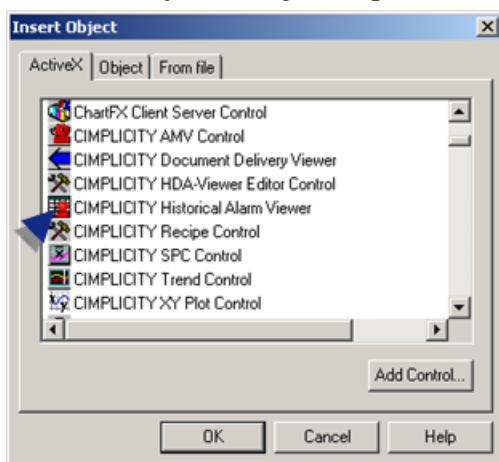 Insert Object
ActiveX Object From file
ChartFX Client Server Control
CIMPLICITY AMV Control
CIMPLICITY Document Delivery Viewer
CIMPLICITY HDA-Viewer Editor Control
CIMPLICITY Historical Alarm Viewer
CIMPLICITY Recipe Control
CIMPLICITY SPC Control
CIMPLICITY Trend Control
CIMPLICITY XY Plot Control
Add Control...
OK Cancel Help